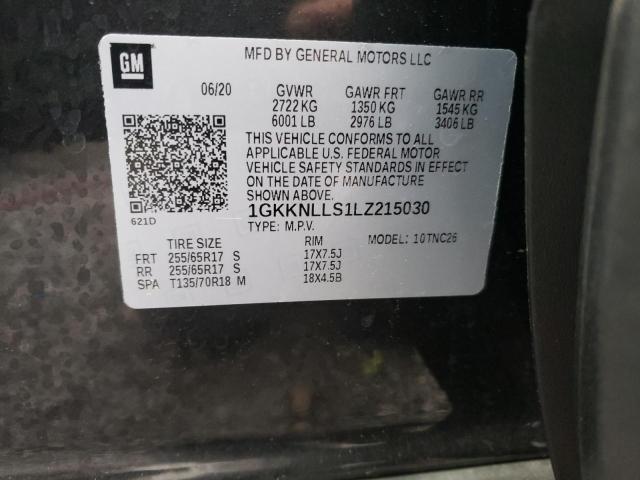 GM
MFD BY GENERAL MOTORS LLC
06/20 GVWR GAWR FRT GAWR RR
2722 KG 1350 KG 1545 KG
6001 LB 2976 LB 3406 LB
THIS VEHICLE CONFORMS TO ALL
APPLICABLE U.S. FEDERAL MOTOR
VEHICLE SAFETY STANDARDS IN EFFECT
ON THE DATE OF MANUFACTURE
SHOWN ABOVE.
1GKKNLLS1LZ215030
621D
TYPE: M.P.V.
TIRE SIZE RIM MODEL: 10TNC26
FRT 255/65R17 S 17X7.5J
RR 255/65R17 S 17X7.5J
SPA T135/70R18 M 18X4.5B